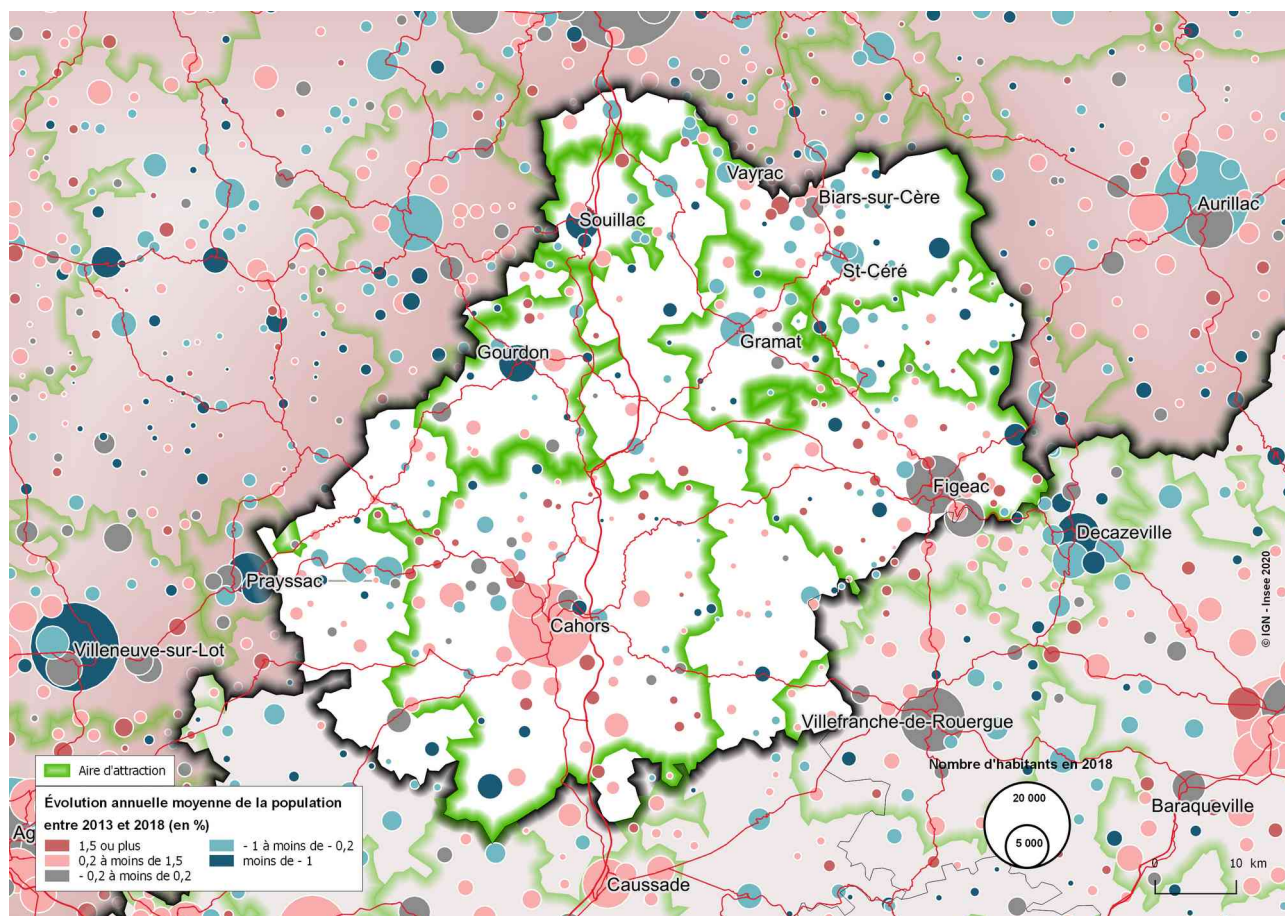 Vayrac
Biars-sur-Cère
Aurillac
Souillac
St-Céré
Gramat
Gourdon
Figeac
Decazeville
Prayssac
Cahors
Villeneuve-sur-Lot
Villefranche-de-Rouergue
Baraqueville
Caussade
Ag
© IGN - Insee 2020
Nombre d'habitants en 2018
20 000
5 000
0 10 km
Aire d'attraction
Évolution annuelle moyenne de la population
entre 2013 et 2018 (en %)
1,5 ou plus
0,2 à moins de 1,5
- 0,2 à moins de 0,2
- 1 à moins de - 0,2
moins de - 1